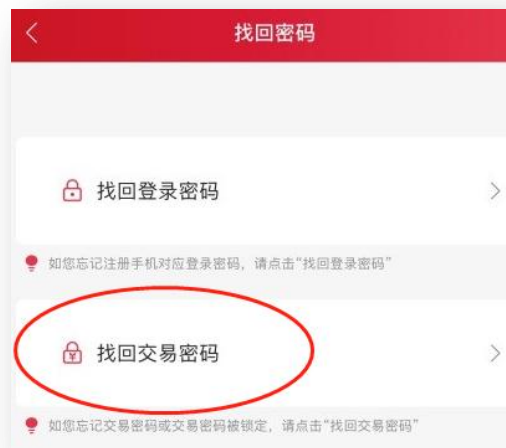 找回密码
找回登录密码
如您忘记注册手机对应登录密码，请点击“找回登录密码”
找回交易密码
如您忘记交易密码或交易密码被锁定，请点击“找回交易密码”